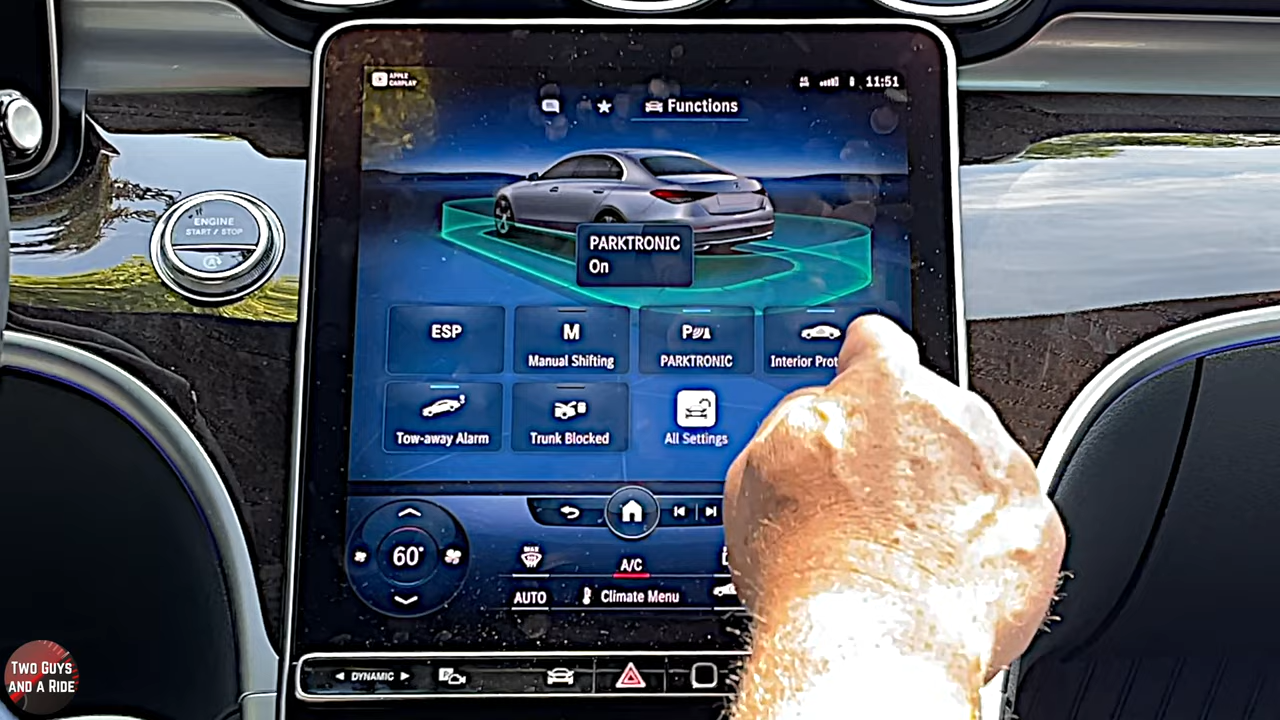 APPLE
CARPLAY
11:51
Functions
PARKTRONIC
On
ENGINE
START / STOP
ESP
M
Manual Shifting
P
PARKTRONIC
Interior Prot
Tow-away Alarm
Trunk Blocked
All Settings
60°
MAX
A/C
AUTO
Climate Menu
DYNAMIC
TWO GUYS
AND A RIDE